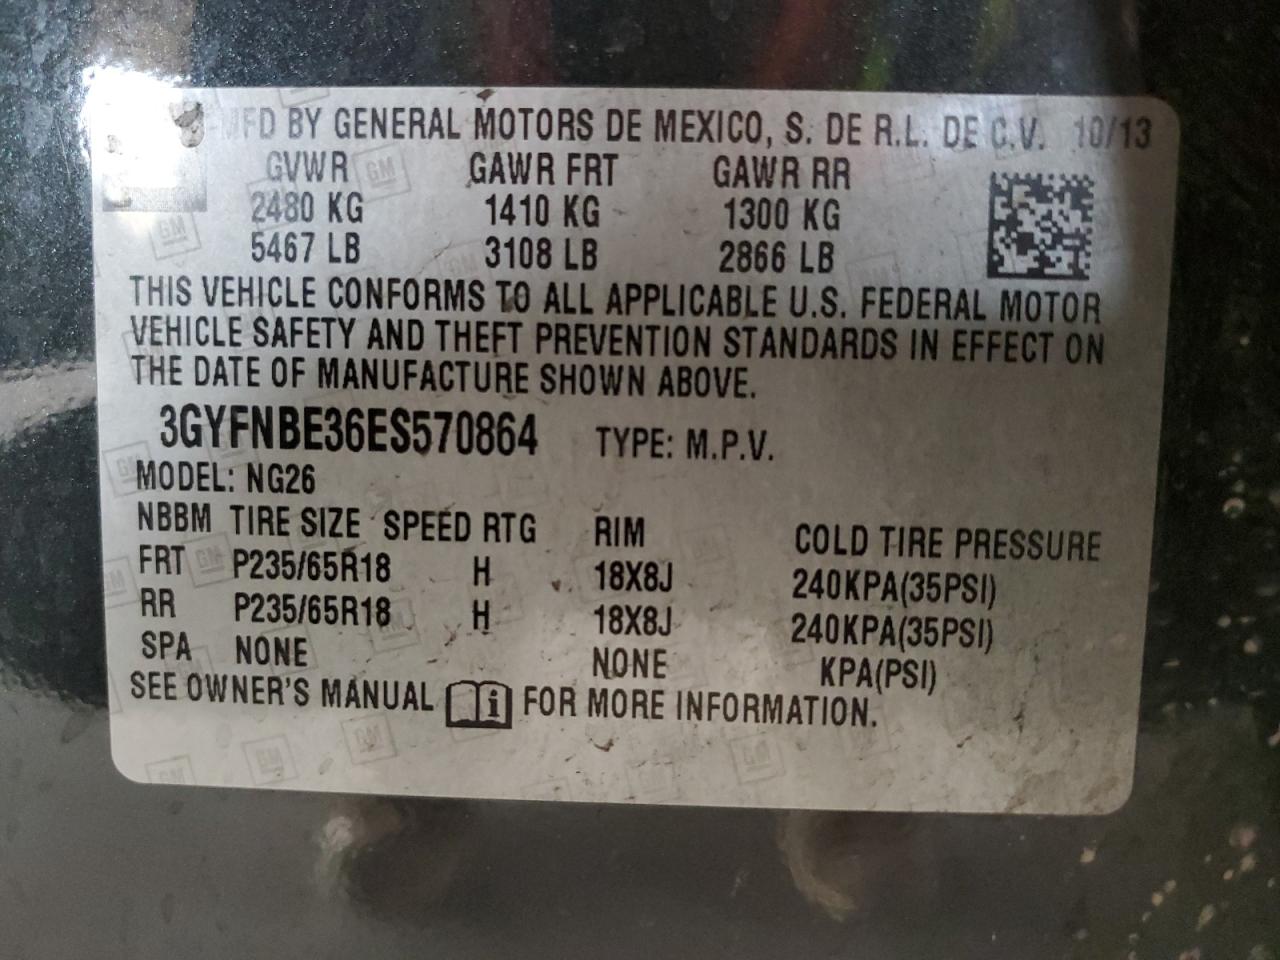 MFD BY GENERAL MOTORS DE MEXICO, S. DE R.L. DE C.V. 10/13
GVWR GAWR FRT GAWR RR
2480 KG 1410 KG 1300 KG
5467 LB 3108 LB 2866 LB
THIS VEHICLE CONFORMS TO ALL APPLICABLE U.S. FEDERAL MOTOR
VEHICLE SAFETY AND THEFT PREVENTION STANDARDS IN EFFECT ON
THE DATE OF MANUFACTURE SHOWN ABOVE.
3GYFNBE36ES570864 TYPE: M.P.V.
MODEL: NG26
NBBM TIRE SIZE SPEED RTG RIM COLD TIRE PRESSURE
FRT P235/65R18 H 18X8J 240KPA(35PSI)
RR P235/65R18 H 18X8J 240KPA(35PSI)
SPA NONE NONE KPA(PSI)
SEE OWNER'S MANUAL i FOR MORE INFORMATION.